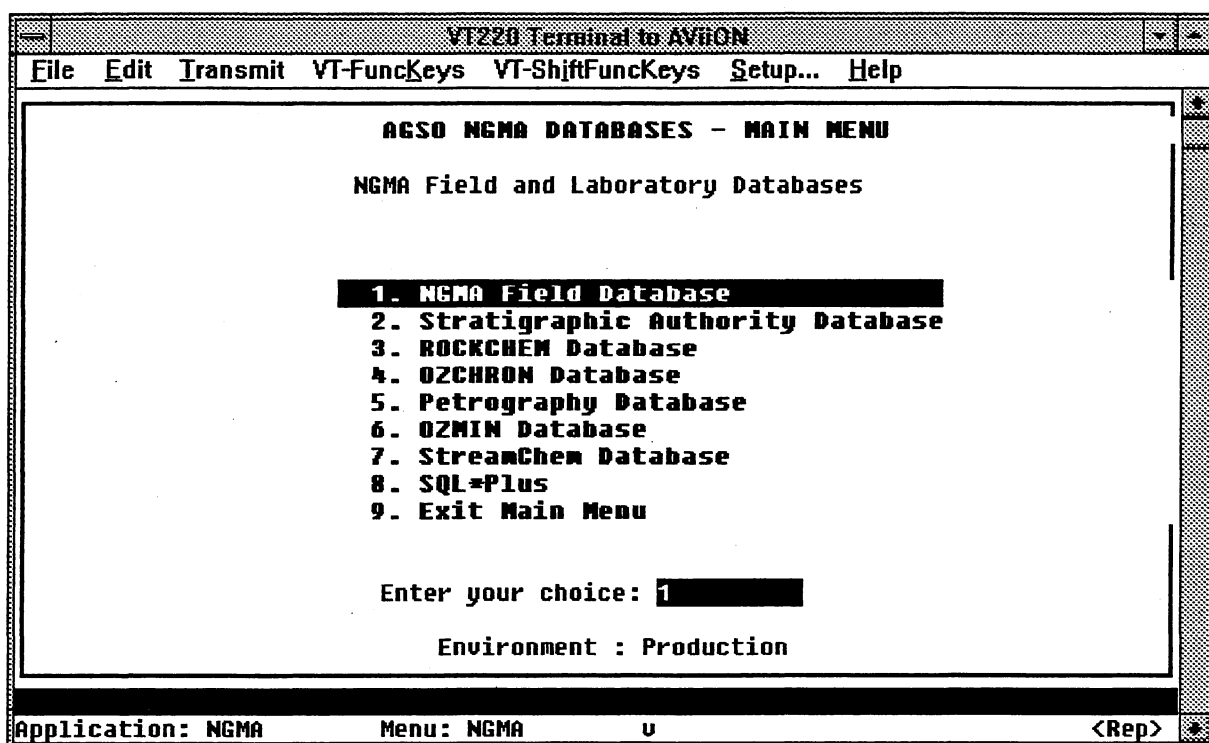 VT220 Terminal to AViiON
File Edit Transmit VT-FuncKeys VT-ShiftFuncKeys Setup... Help
AGSO NGMA DATABASES - MAIN MENU
NGMA Field and Laboratory Databases
1. NGMA Field Database
2. Stratigraphic Authority Database
3. ROCKCHEM Database
4. OZCHRON Database
5. Petrography Database
6. OZMIN Database
7. StreamChem Database
8. SQL*Plus
9. Exit Main Menu
Enter your choice: 1
Environment : Production
Application: NGMA Menu: NGMA v <Rep>